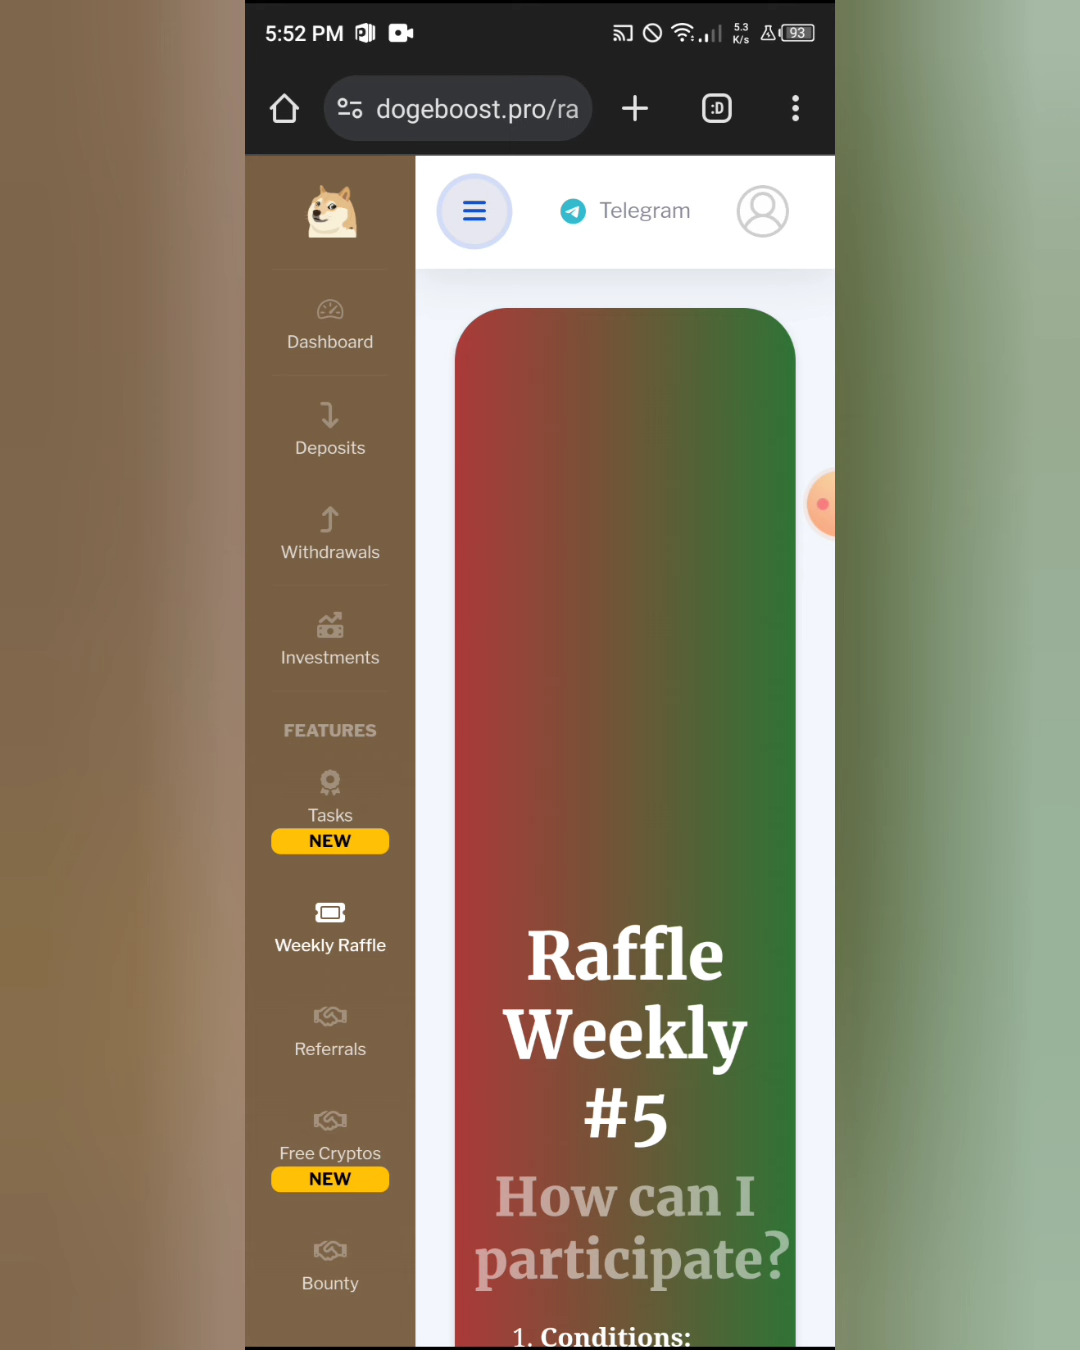 5:52 PM
5.3
K/s
93
dogeboost.pro/ra
:D
Telegram
Dashboard
Deposits
Withdrawals
Investments
FEATURES
Tasks
NEW
Weekly Raffle
Referrals
Free Cryptos
NEW
Bounty
Raffle
Weekly
#5
How can I
participate?
1. Conditions: